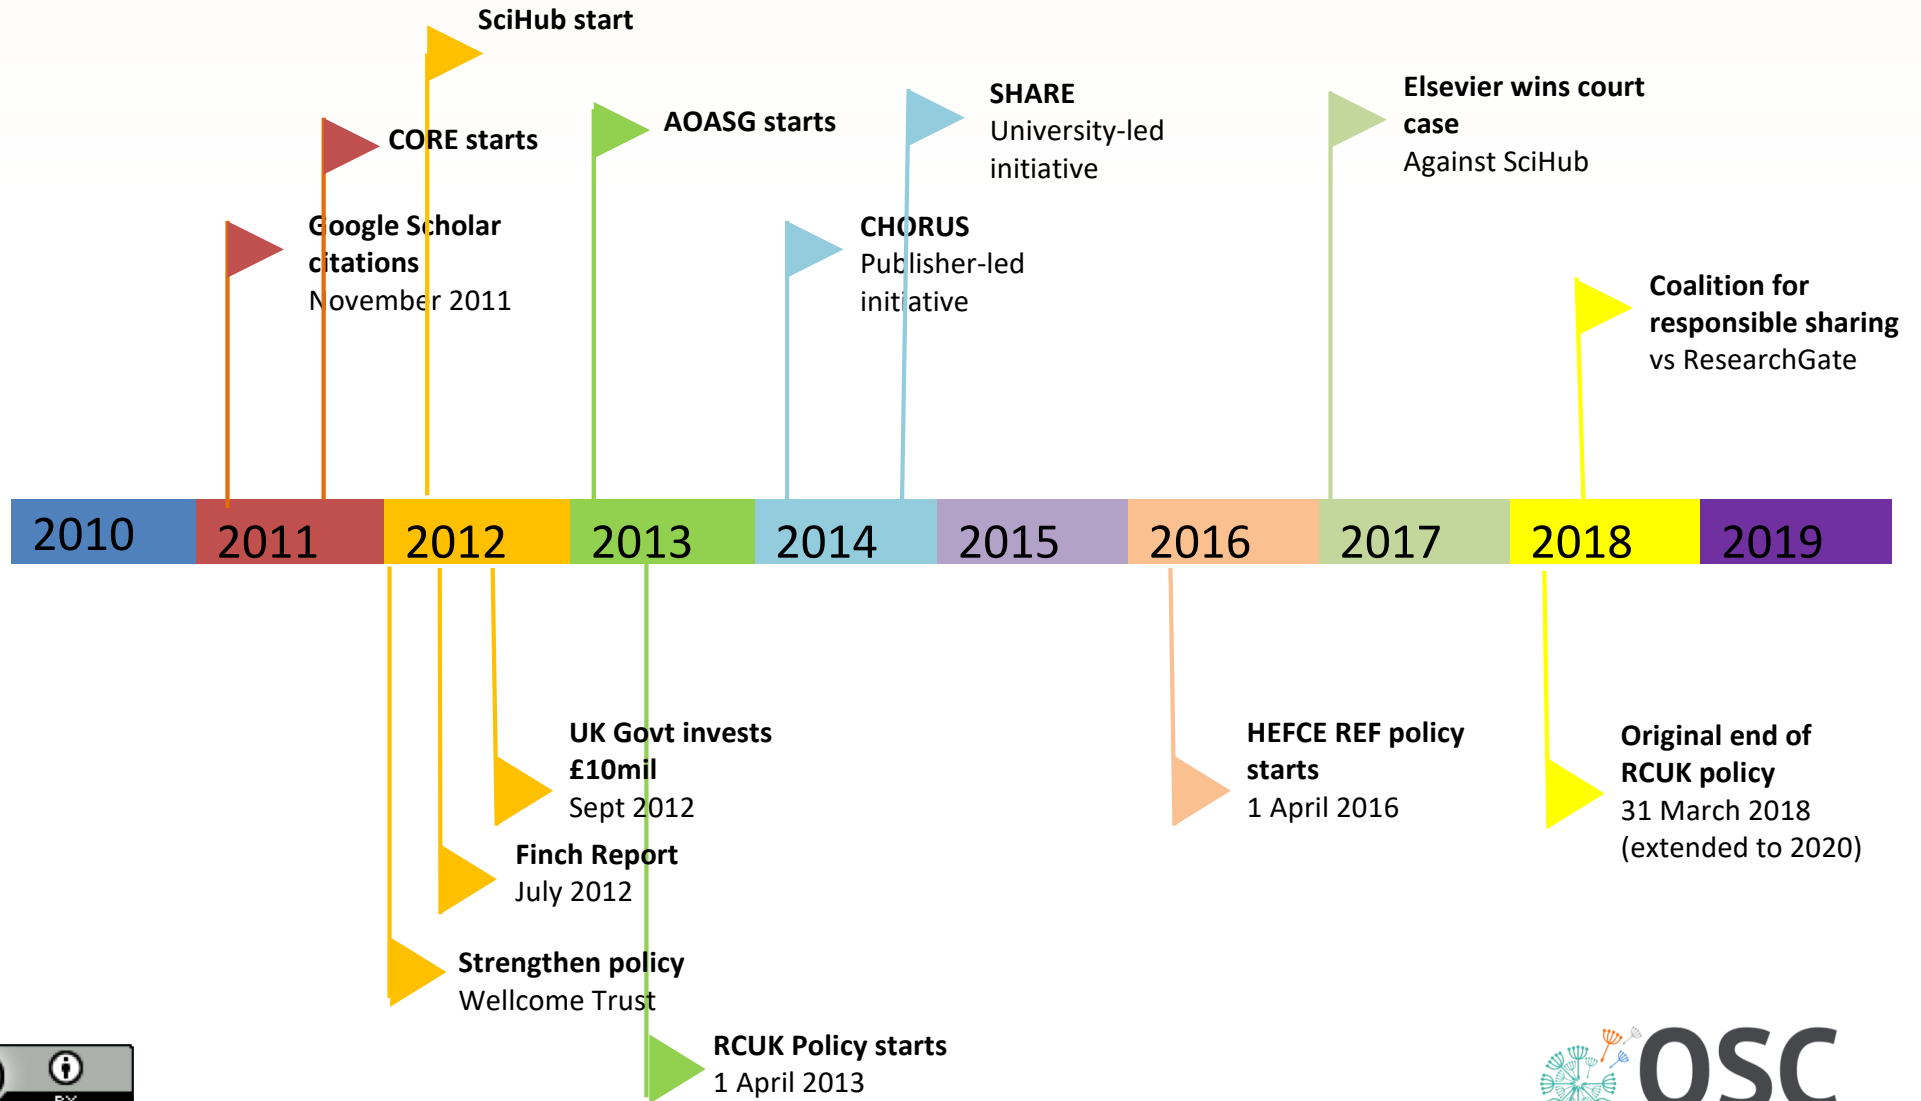 SciHub start
CORE starts
AOASG starts
SHARE
University-led
initiative
Elsevier wins court
case
Against SciHub
Google Scholar
citations
November 2011
CHORUS
Publisher-led
initiative
Coalition for
responsible sharing
vs ResearchGate
2010
2011
2012
2013
2014
2015
2016
2017
2018
2019
UK Govt invests
£10mil
Sept 2012
HEFCE REF policy
starts
1 April 2016
Original end of
RCUK policy
31 March 2018
(extended to 2020)
Finch Report
July 2012
Strengthen policy
Wellcome Trust
RCUK Policy starts
1 April 2013
OSC